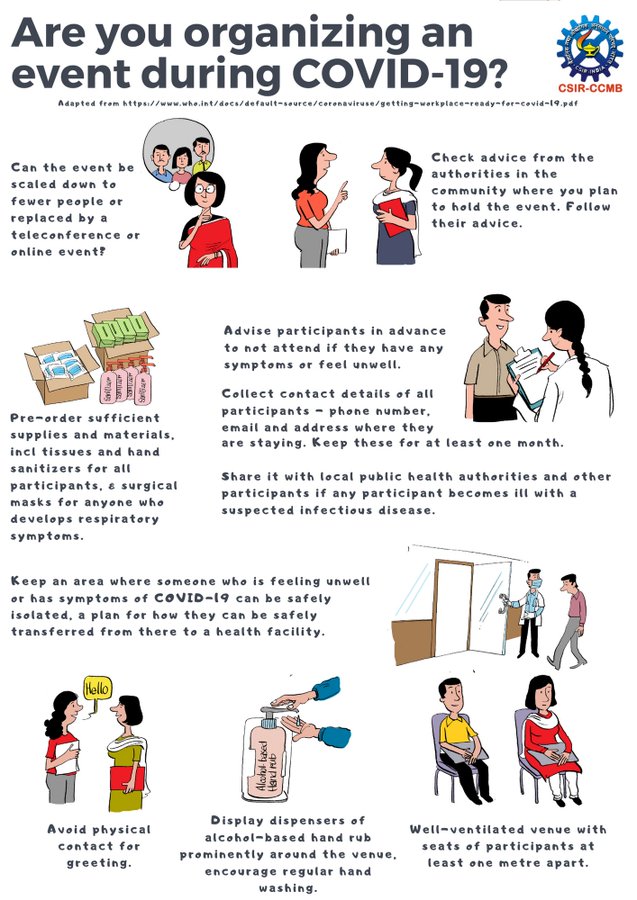 Are you organizing an
event during COVID-19?
CSIR-CCMB
Adapted from https://www.who.int/docs/default-source/coronaviruse/getting-workplace-ready-for-covid-19.pdf
Can the event be
scaled down to
fewer people or
replaced by a
teleconference or
online event?
Check advice from the
authorities in the
community where you plan
to hold the event. Follow
their advice.
Pre-order sufficient
supplies and materials,
incl tissues and hand
sanitizers for all
participants, & surgical
masks for anyone who
develops respiratory
symptoms.
Advise participants in advance
to not attend if they have any
symptoms or feel unwell.
Collect contact details of all
participants - phone number,
email and address where they
are staying. Keep these for at least one month.
Share it with local public health authorities and other
participants if any participant becomes ill with a
suspected infectious disease.
Keep an area where someone who is feeling unwell
or has symptoms of COVID-19 can be safely
isolated, a plan for how they can be safely
transferred from there to a health facility.
Hello
Avoid physical
contact for
greeting.
Alcohol based
Hand rub
Display dispensers of
alcohol-based hand rub
prominently around the venue,
encourage regular hand
washing.
Well-ventilated venue with
seats of participants at
least one metre apart.